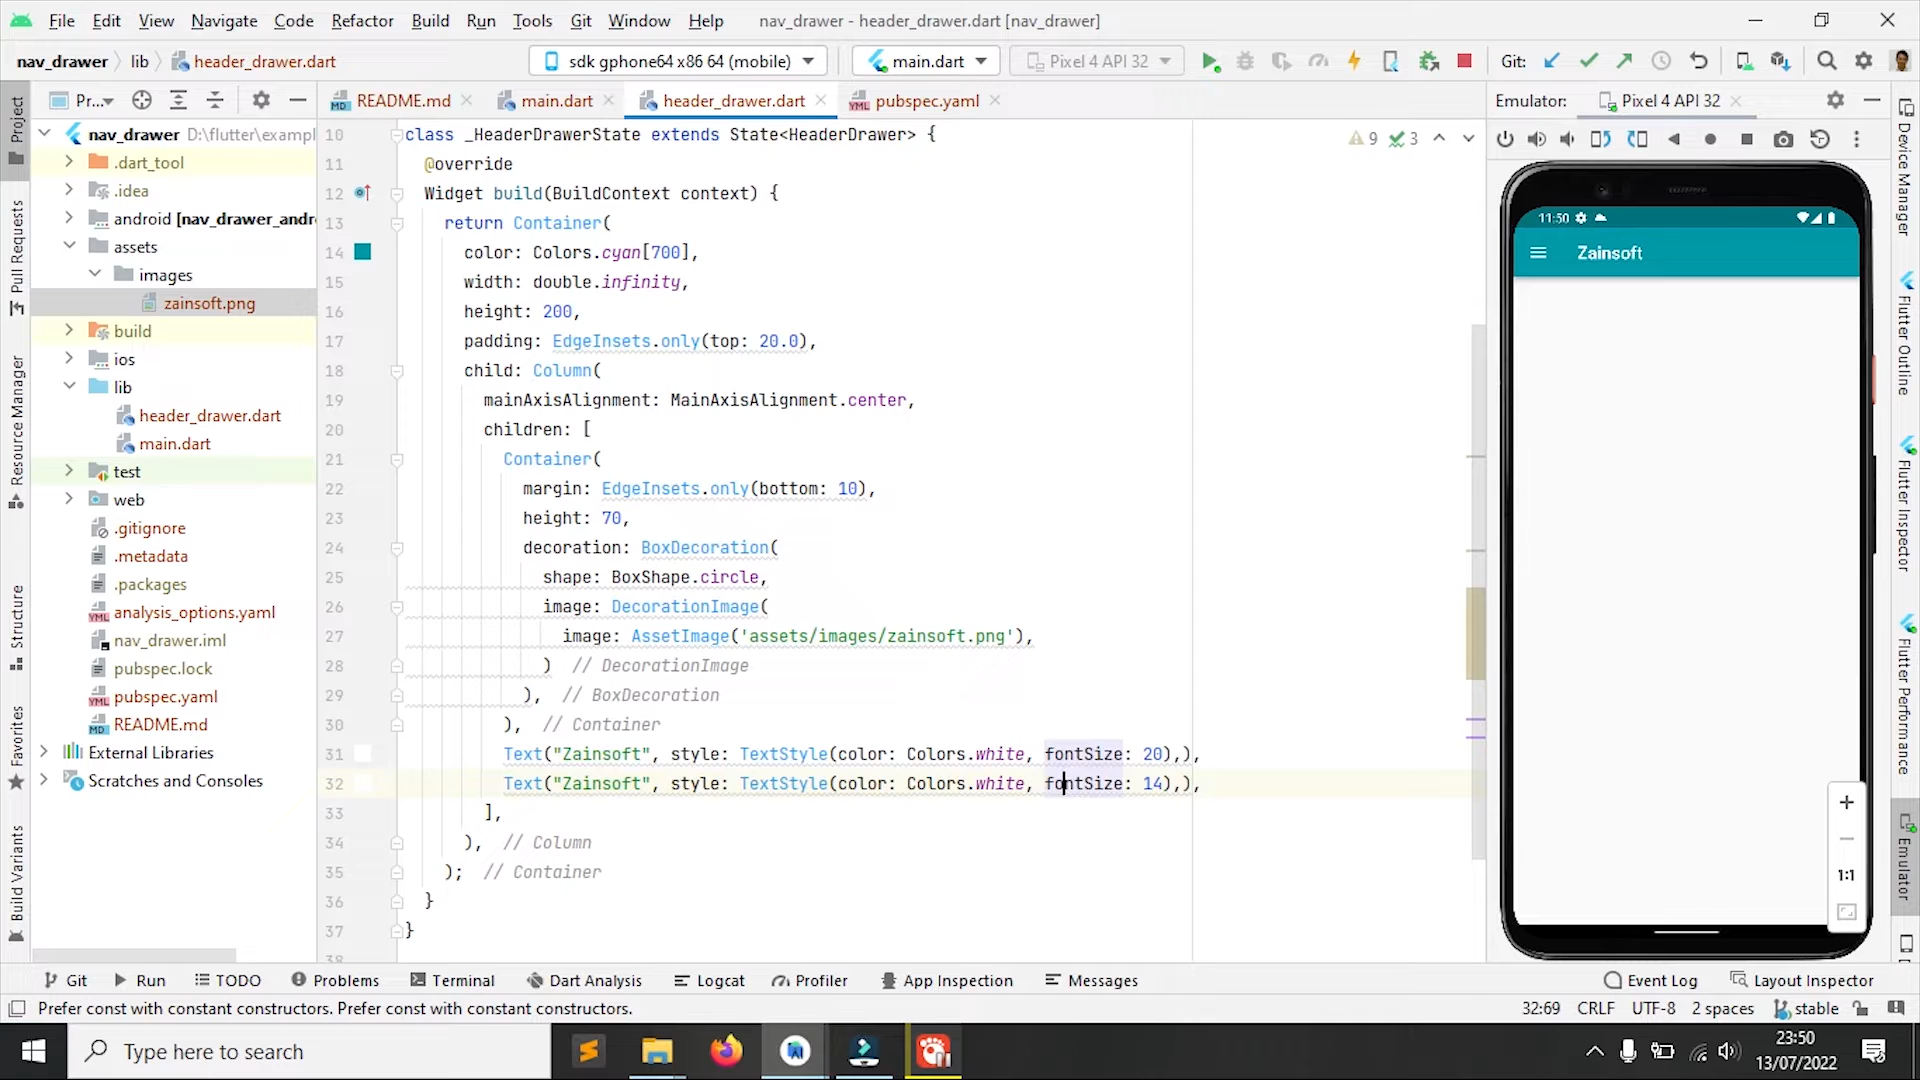 File Edit View Navigate Code Refactor Build Run Tools Git Window Help nav_drawer - header_drawer.dart [nav_drawer]
nav_drawer lib header_drawer.dart sdk gphone64 x86 64 (mobile) main.dart Pixel 4 API 32 Git:
Project Pr... README.md main.dart header_drawer.dart pubspec.yaml Emulator: Pixel 4 API 32
nav_drawer D:\flutter\exampl
.dart_tool
.idea
android [nav_drawer_andr
assets
images
zainsoft.png
build
ios
lib
header_drawer.dart
main.dart
test
web
.gitignore
.metadata
.packages
analysis_options.yaml
nav_drawer.iml
pubspec.lock
pubspec.yaml
README.md
External Libraries
Scratches and Consoles
Pull Requests
Resource Manager
Structure
Favorites
Build Variants
9 3
10 class _HeaderDrawerState extends State<HeaderDrawer> {
11 @override
12 Widget build(BuildContext context) {
13 return Container(
14 color: Colors.cyan[700],
15 width: double.infinity,
16 height: 200,
17 padding: EdgeInsets.only(top: 20.0),
18 child: Column(
19 mainAxisAlignment: MainAxisAlignment.center,
20 children: [
21 Container(
22 margin: EdgeInsets.only(bottom: 10),
23 height: 70,
24 decoration: BoxDecoration(
25 shape: BoxShape.circle,
26 image: DecorationImage(
27 image: AssetImage('assets/images/zainsoft.png'),
28 ) // DecorationImage
29 ), // BoxDecoration
30 ), // Container
31 Text("Zainsoft", style: TextStyle(color: Colors.white, fontSize: 20),),
32 Text("Zainsoft", style: TextStyle(color: Colors.white, fontSize: 14),),
33 ],
34 ), // Column
35 ); // Container
36 }
37 }
38
11:50
Zainsoft
1:1
Device Manager
Flutter Outline
Flutter Inspector
Flutter Performance
Emulator
Git Run TODO Problems Terminal Dart Analysis Logcat Profiler App Inspection Messages Event Log Layout Inspector
Prefer const with constant constructors. Prefer const with constant constructors. 32:69 CRLF UTF-8 2 spaces stable
Type here to search
23:50
13/07/2022